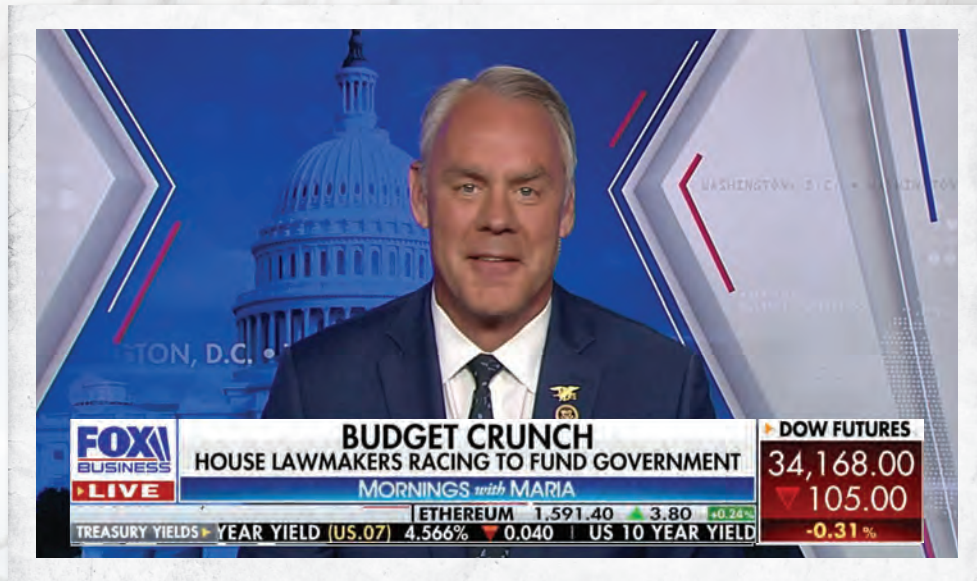 WASHINGTON, D.C. •
TON, D.C. •
FOX
BUSINESS
LIVE
BUDGET CRUNCH
HOUSE LAWMAKERS RACING TO FUND GOVERNMENT
MORNINGS with MARIA
DOW FUTURES
34,168.00
105.00
-0.31%
ETHEREUM 1,591.40 3.80 +0.24%
TREASURY YIELDS YEAR YIELD (US.07) 4.566% 0.040 US 10 YEAR YIELD